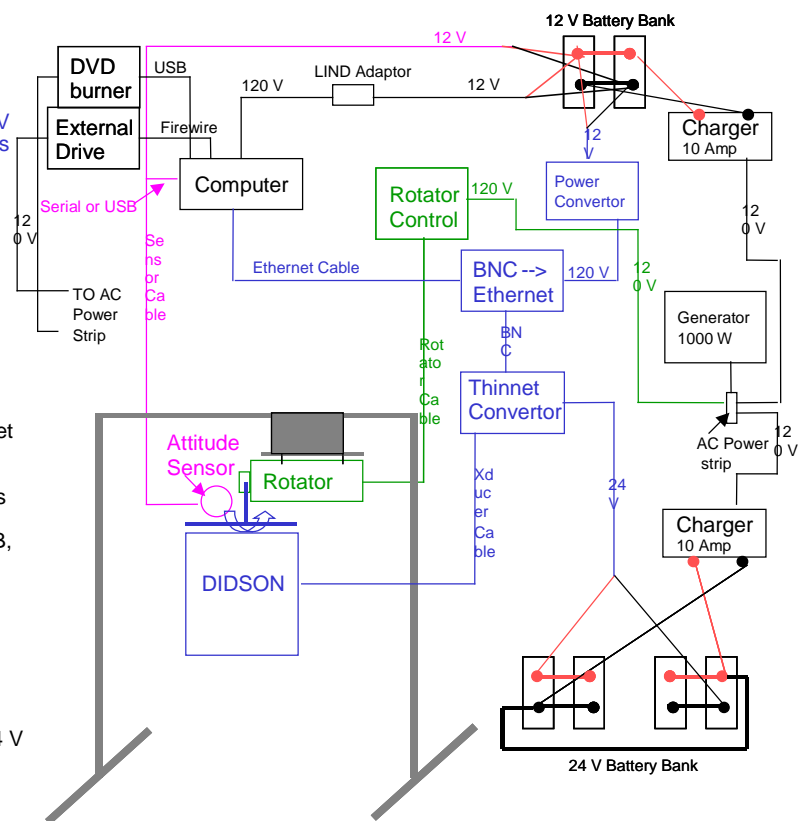 12 V Battery Bank
12 V
DVD
burner
USB
LIND Adaptor
120 V
12 V
V
s
External
Drive
Firewire
Charger
10 Amp
12
V
Computer
Rotator
Control
120 V
Power
Convertor
Serial or USB
12
0 V
12
0 V
Se
ns
or Ca
ble
Ethernet Cable
BNC -->
Ethernet
120 V
12
0 V
TO AC
Power
Strip
Generator
1000 W
BN
C
Rot
ato
r
Ca
ble
Thinnet
Convertor
et
Attitude
Sensor
AC Power
strip
12
0 V
Rotator
Xd
uc
er
Ca
ble
24
V
s
3,
Charger
10 Amp
DIDSON
4 V
24 V Battery Bank